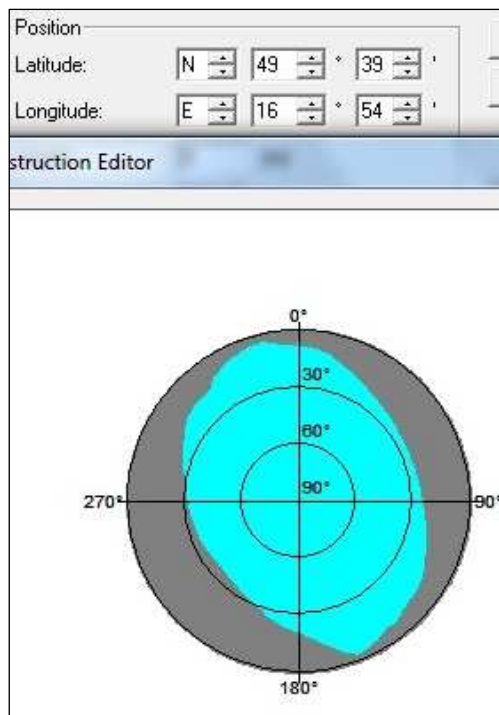 Position
Latitude: N 49 ° 39 '
Longitude: E 16 ° 54 '
struction Editor
0°
30°
60°
90°
270° 90°
180°